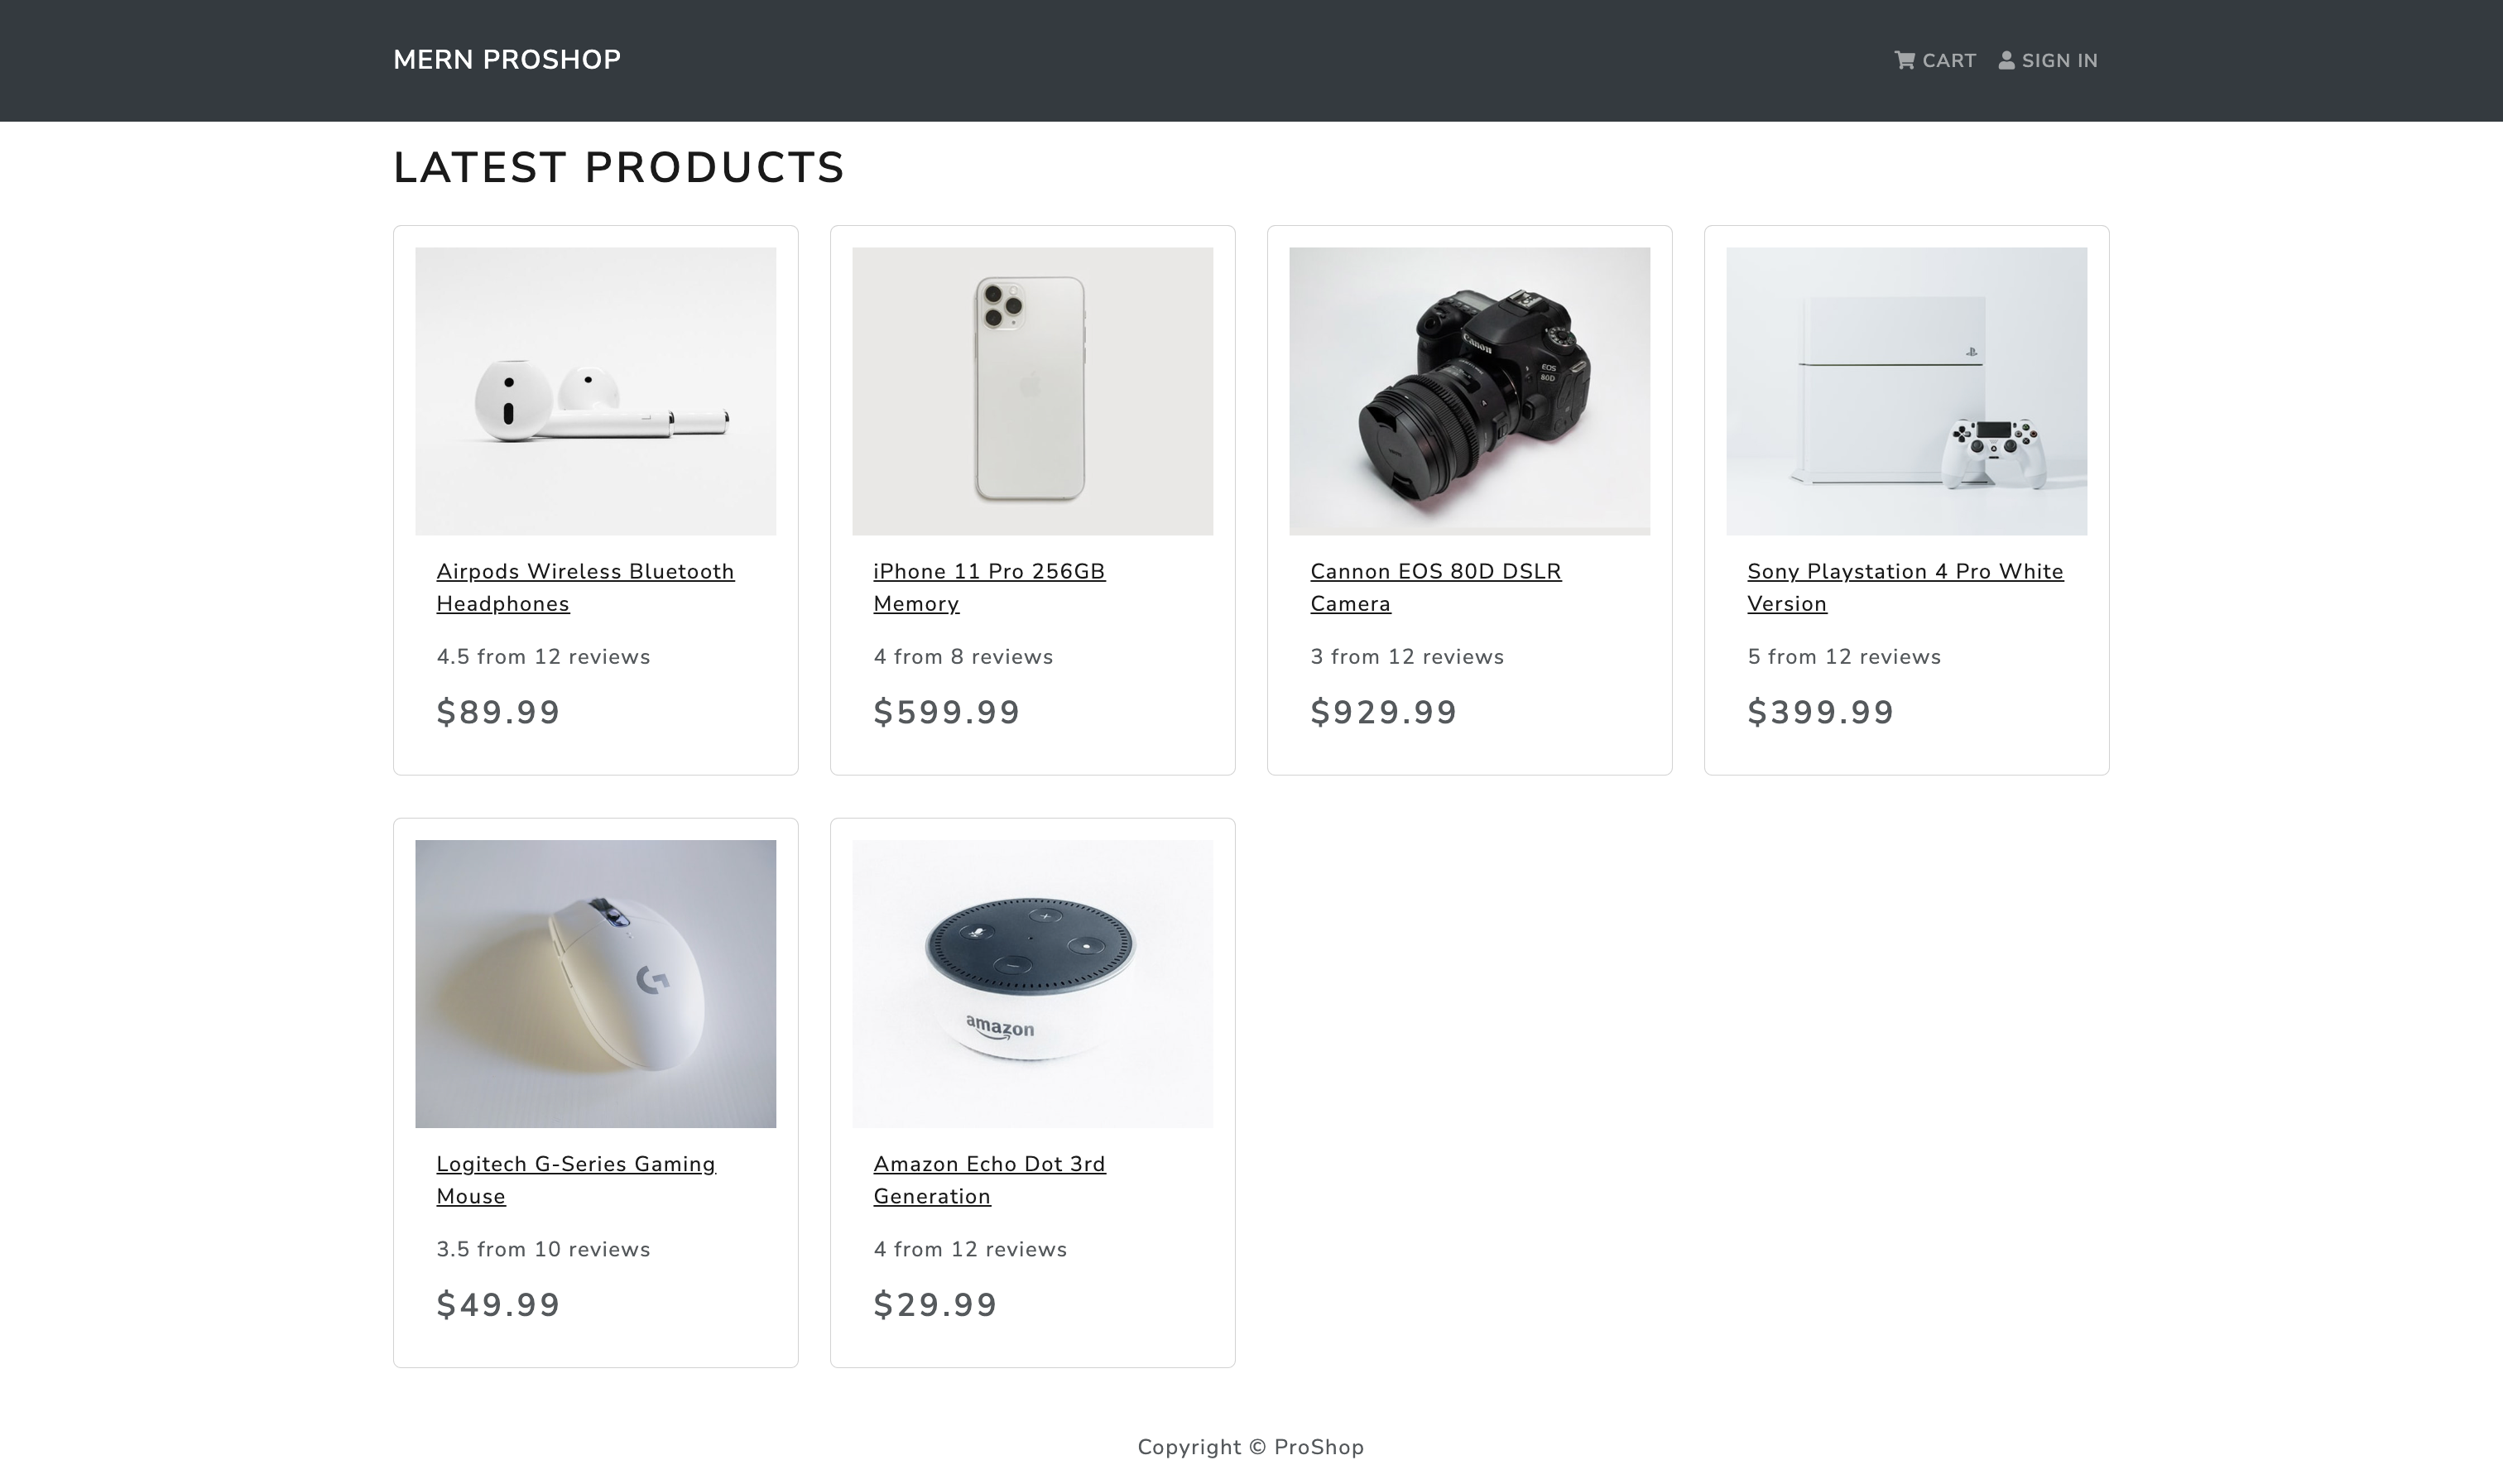 MERN PROSHOP
CART
SIGN IN
LATEST PRODUCTS
Canon
EOS
80D
Airpods Wireless Bluetooth
Headphones
4.5 from 12 reviews
$89.99
iPhone 11 Pro 256GB
Memory
4 from 8 reviews
$599.99
Cannon EOS 80D DSLR
Camera
3 from 12 reviews
$929.99
Sony Playstation 4 Pro White
Version
5 from 12 reviews
$399.99
amazon
Logitech G-Series Gaming
Mouse
3.5 from 10 reviews
$49.99
Amazon Echo Dot 3rd
Generation
4 from 12 reviews
$29.99
Copyright © ProShop